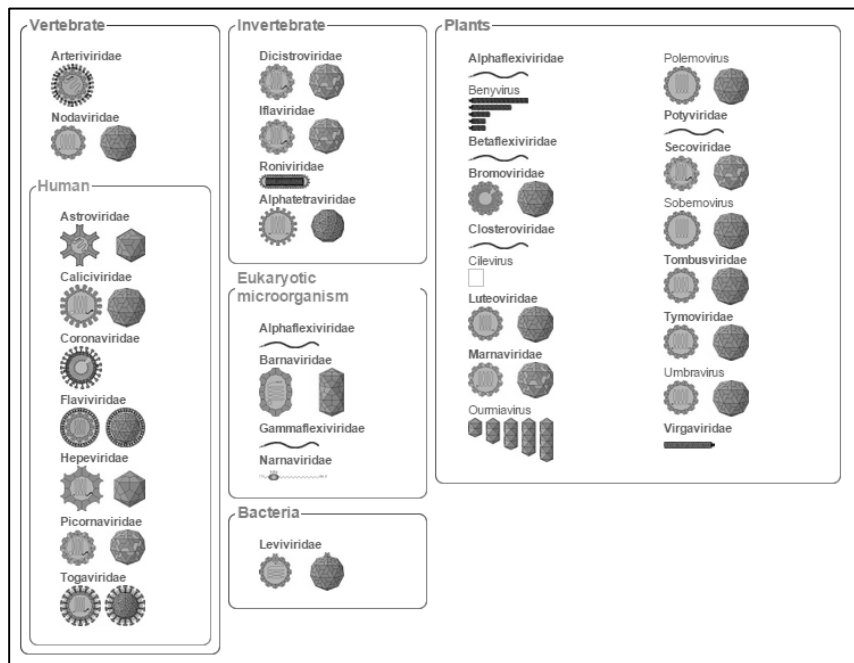 Vertebrate
Arteriviridae
Nodaviridae
Human
Astroviridae
Caliciviridae
Coronaviridae
Flaviviridae
Hepeviridae
Picornaviridae
Togaviridae
Invertebrate
Dicistroviridae
Iflaviridae
Roniviridae
Alphatetraviridae
Eukaryotic
microorganism
Alphaflexiviridae
Barnaviridae
Gammaflexiviridae
Narnaviridae
Bacteria
Leviviridae
Plants
Alphaflexiviridae
Benyvirus
Betaflexiviridae
Bromoviridae
Closteroviridae
Cilevirus
Luteoviridae
Marnaviridae
Ourmiavirus
Polemovirus
Potyviridae
Secoviridae
Sobemovirus
Tombusviridae
Tymoviridae
Umbravirus
Virgaviridae